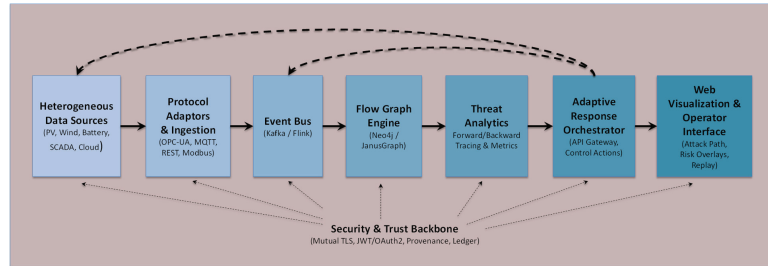 Heterogeneous
Data Sources
(PV, Wind, Battery,
SCADA, Cloud)
Protocol
Adaptors
& Ingestion
(OPC-UA, MQTT,
REST, Modbus)
Event Bus
(Kafka / Flink)
Flow Graph
Engine
(Neo4j /
JanusGraph)
Threat
Analytics
Forward/Backward
Tracing & Metrics
Adaptive
Response
Orchestrator
(API Gateway,
Control Actions)
Web
Visualization &
Operator
Interface
(Attack Path,
Risk Overlays,
Replay)
Security & Trust Backbone
(Mutual TLS, JWT/OAuth2, Provenance, Ledger)